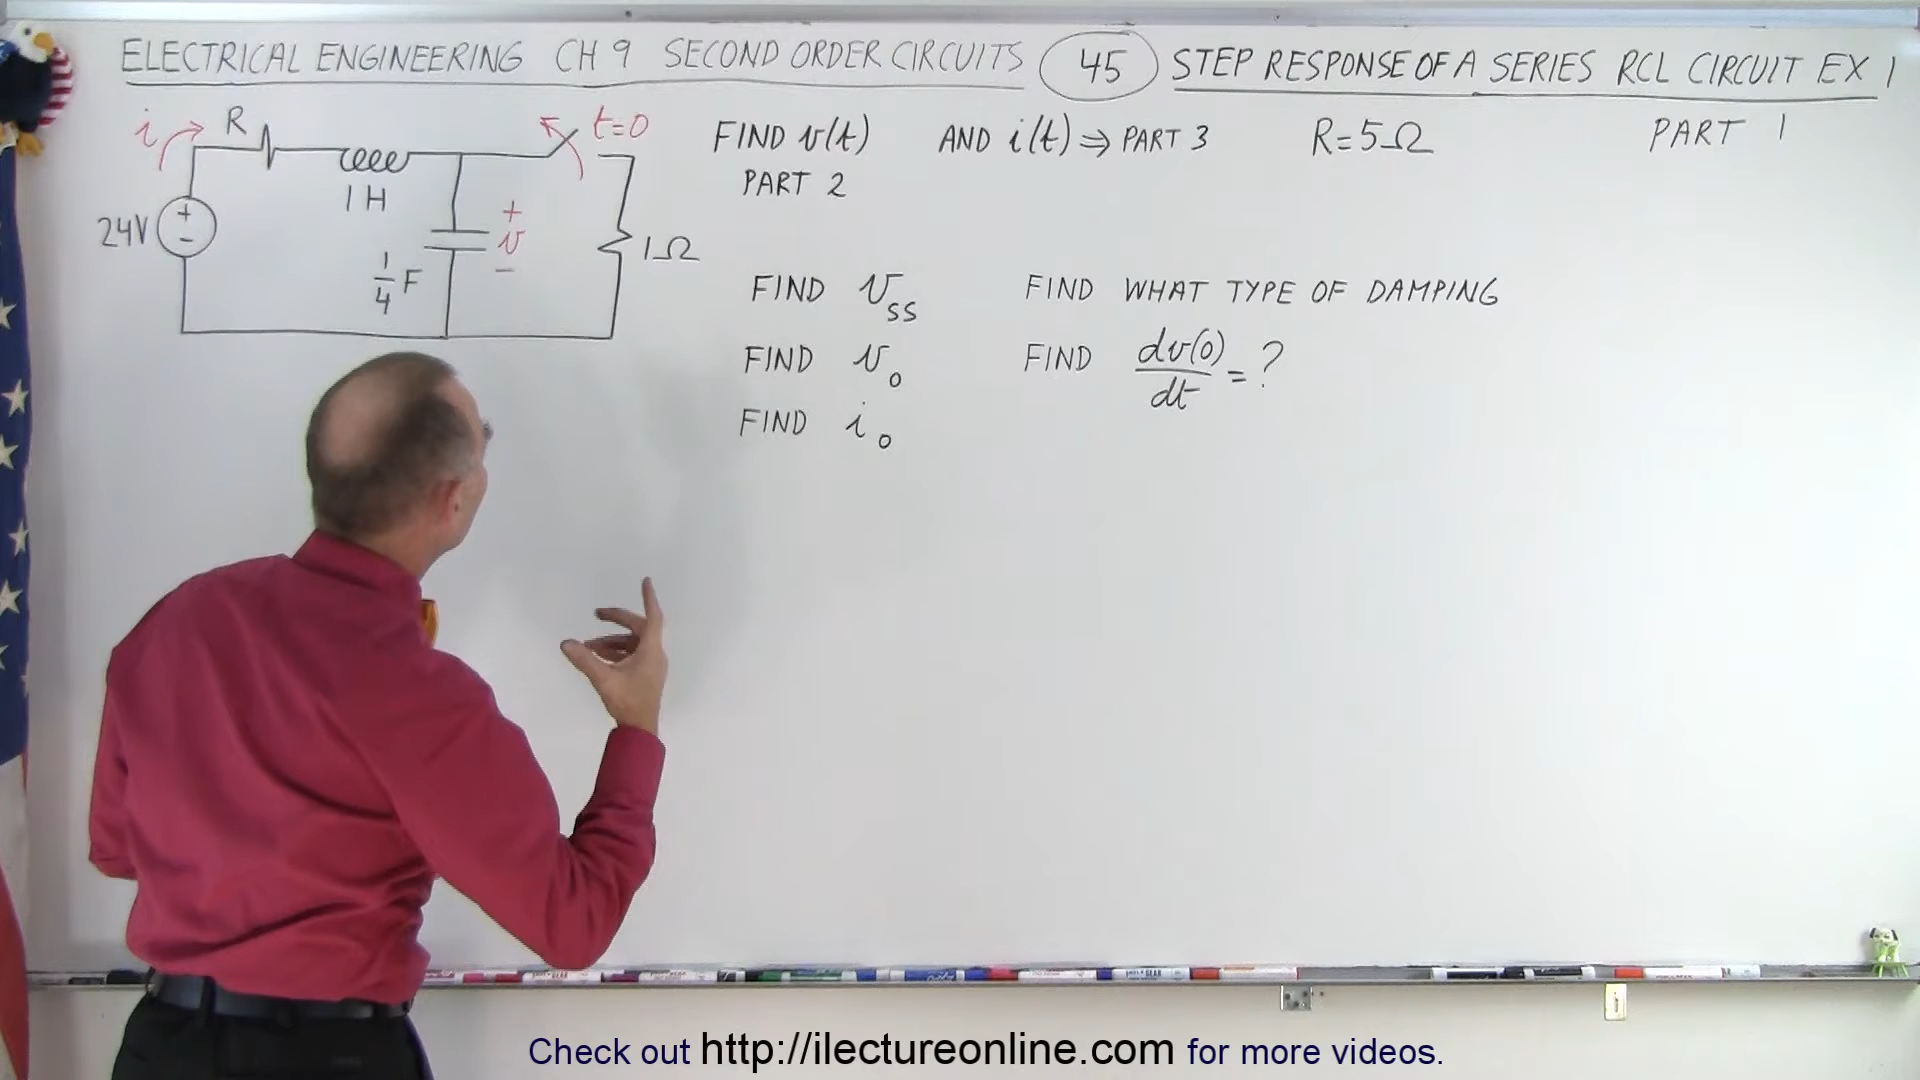 ELECTRICAL ENGINEERING CH 9 SECOND ORDER CIRCUITS 45 STEP RESPONSE OF A SERIES RCL CIRCUIT EX 1
i R t=0
FIND v(t) AND i(t) ⇒ PART 3 R=5Ω PART 1
PART 2
1 H
24V + -
+ v -
1Ω
1/4 F
FIND v_ss FIND WHAT TYPE OF DAMPING
FIND v_0 FIND dv(0)/dt = ?
FIND i_0
Check out http://ilectureonline.com for more videos.